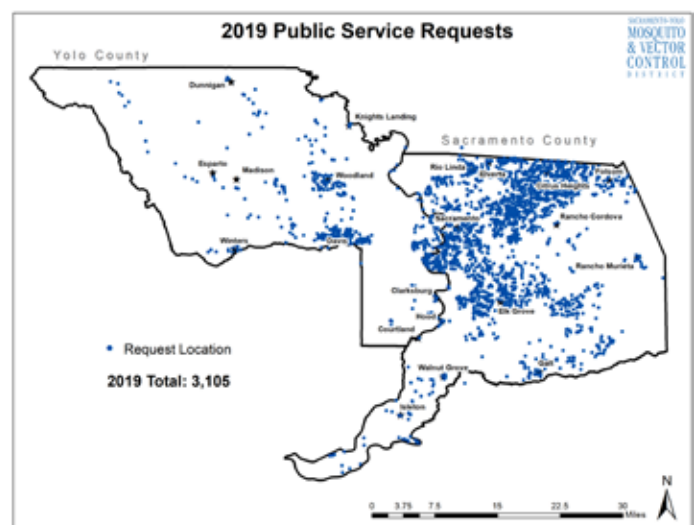 2019 Public Service Requests
SACRAMENTO-YOLO
MOSQUITO
& VECTOR
CONTROL
DISTRICT
Yolo County
Dunnigan
Knights Landing
Sacramento County
Rio Linda
Elverta
Folsom
Esparto
Madison
Woodland
Citrus Heights
Sacramento
Rancho Cordova
Winters
Davis
Rancho Murieta
Clarksburg
Hood
Elk Grove
Courtland
Request Location
2019 Total: 3,105
Walnut Grove
Galt
Isleton
N
0 3.75 7.5 15 22.5 30
Miles